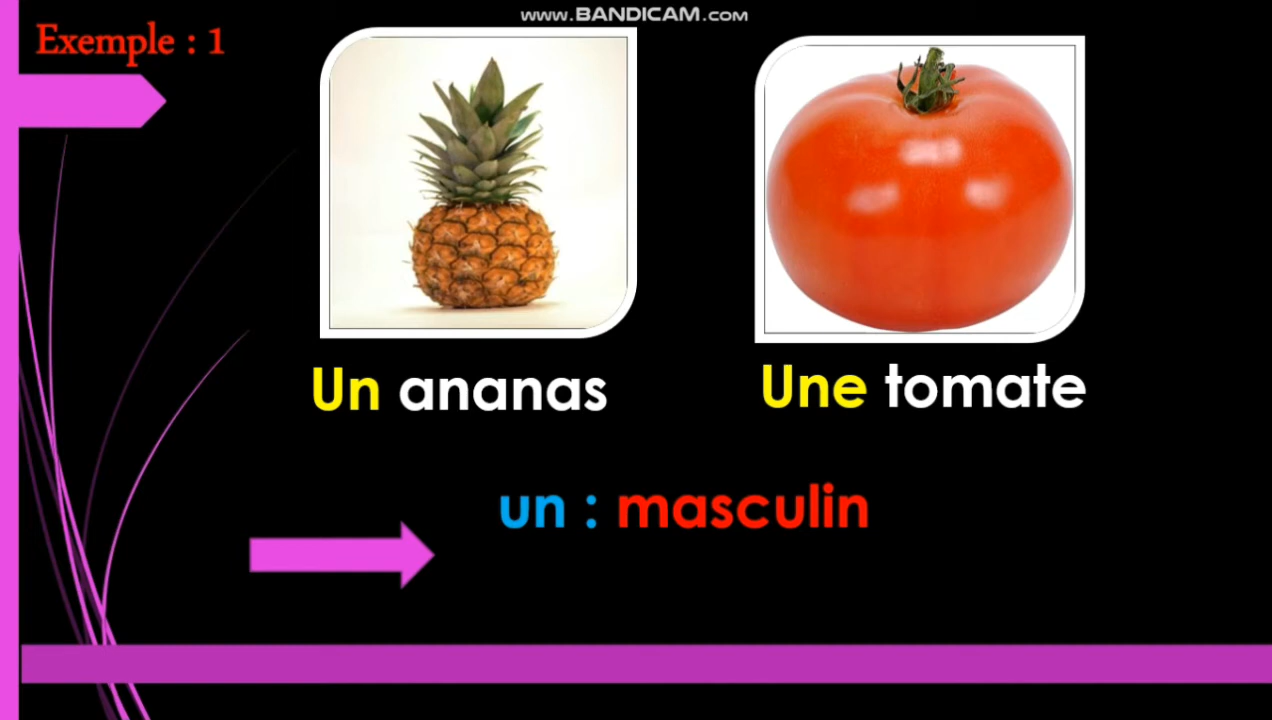 www.BANDICAM.com
Exemple : 1
Un ananas
Une tomate
un : masculin